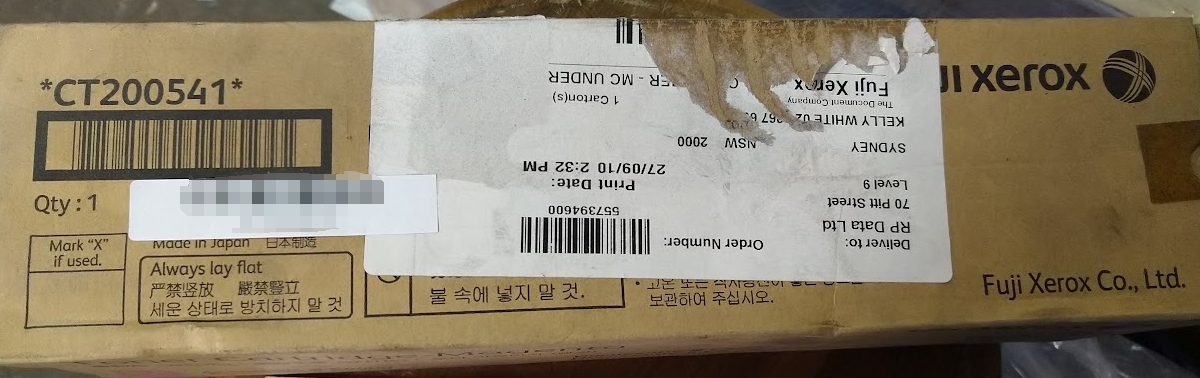 *CT200541*
Qty : 1
Mark "X"
if used.
Made in Japan 日本制造
Always lay flat
严禁竖放 嚴禁豎立
세운 상태로 방치하지 말 것
불 속에 넣지 말 것.
보관하여 주십시오.
xerox
Fuji Xerox Co., Ltd.
Deliver to:
RP Data Ltd
70 Pitt Street
Level 9
SYDNEY NSW 2000
KELLY WHITE 02
The Document Company
Fuji Xerox
1 Carton(s)
- MC UNDER
Order Number:
557394600
Print Date:
27/09/10 2:32 PM